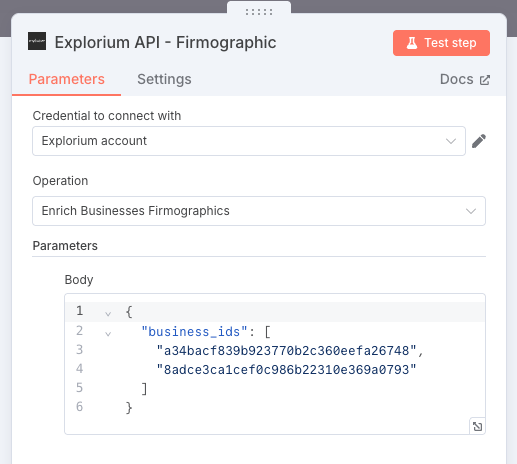 Explorium API - Firmographic
Test step
Parameters
Settings
Docs
Credential to connect with
Explorium account
Operation
Enrich Businesses Firmographics
Parameters
Body
1 {
2 "business_ids": [
3 "a34bacf839b923770b2c360eefa26748",
4 "8adce3ca1cef0c986b22310e369a0793"
5 ]
6 }